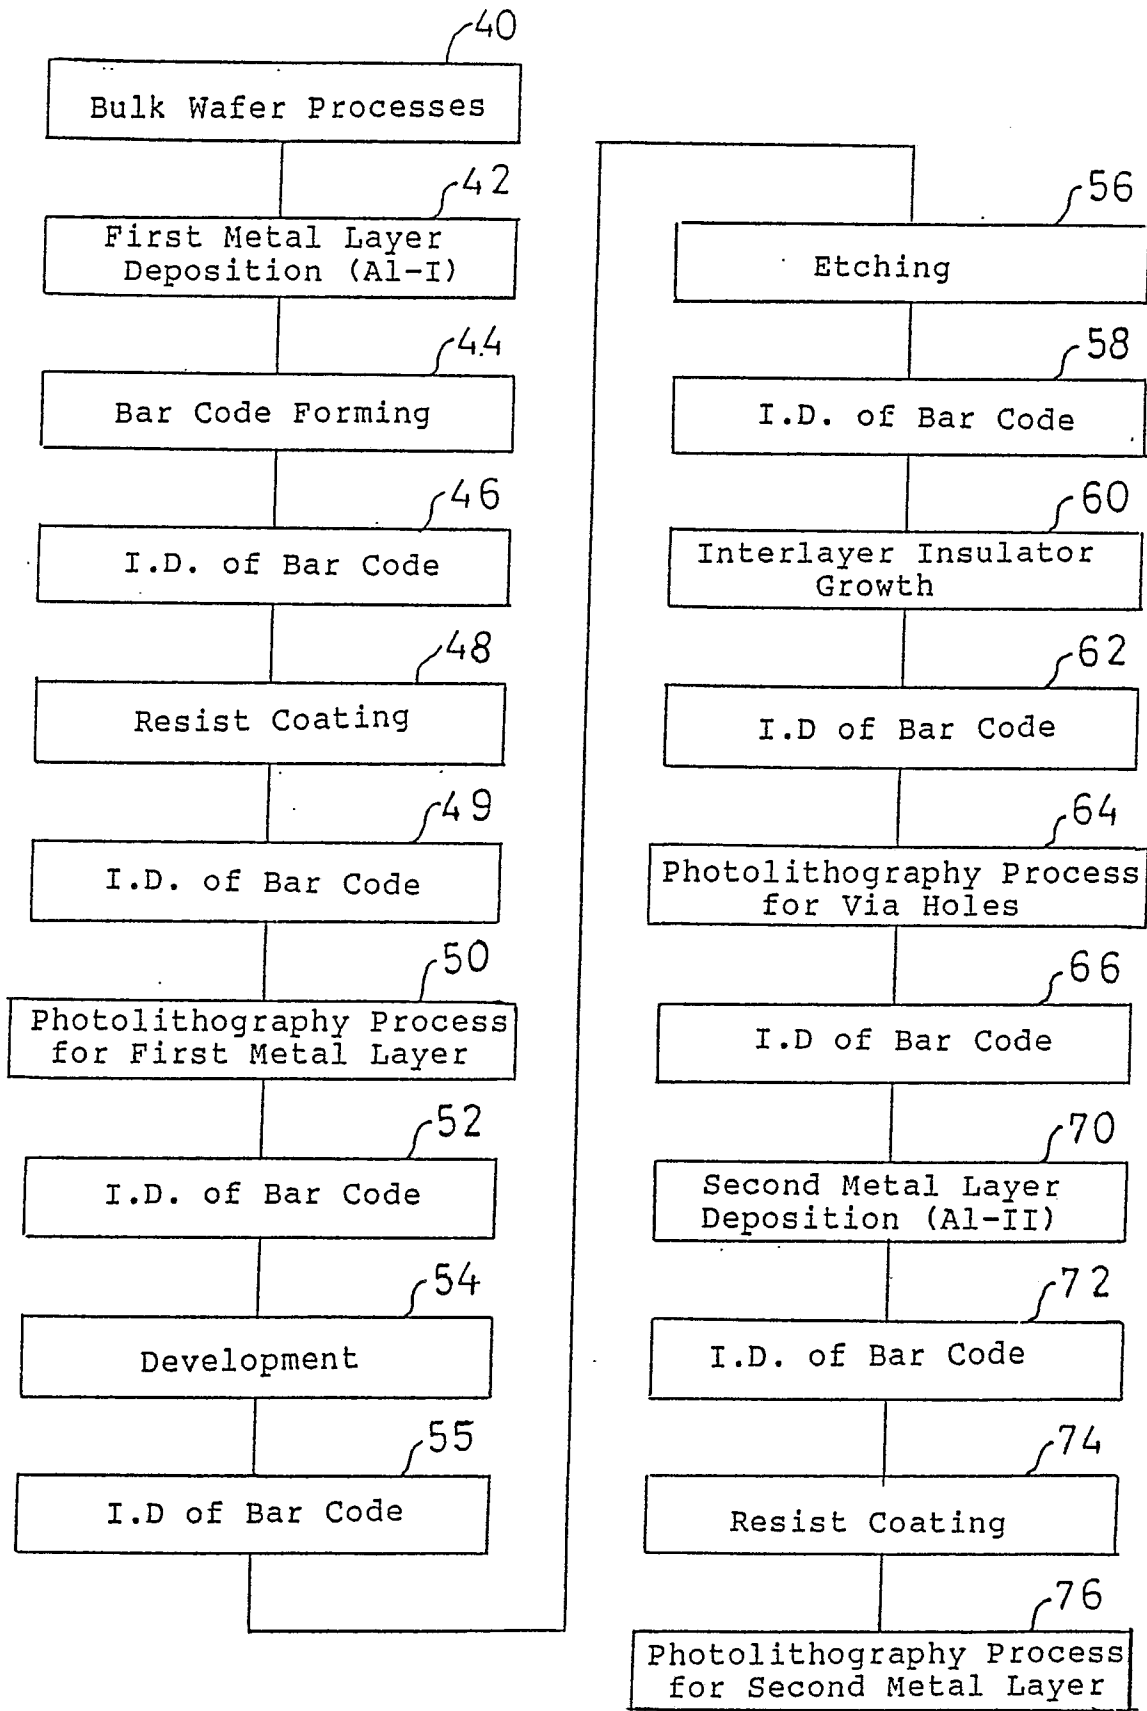 40
Bulk Wafer Processes
42
First Metal Layer
Deposition (Al-I)
44
Bar Code Forming
46
I.D. of Bar Code
48
Resist Coating
49
I.D. of Bar Code
50
Photolithography Process
for First Metal Layer
52
I.D. of Bar Code
54
Development
55
I.D of Bar Code
56
Etching
58
I.D. of Bar Code
60
Interlayer Insulator
Growth
62
I.D of Bar Code
64
Photolithography Process
for Via Holes
66
I.D of Bar Code
70
Second Metal Layer
Deposition (Al-II)
72
I.D. of Bar Code
74
Resist Coating
76
Photolithography Process
for Second Metal Layer